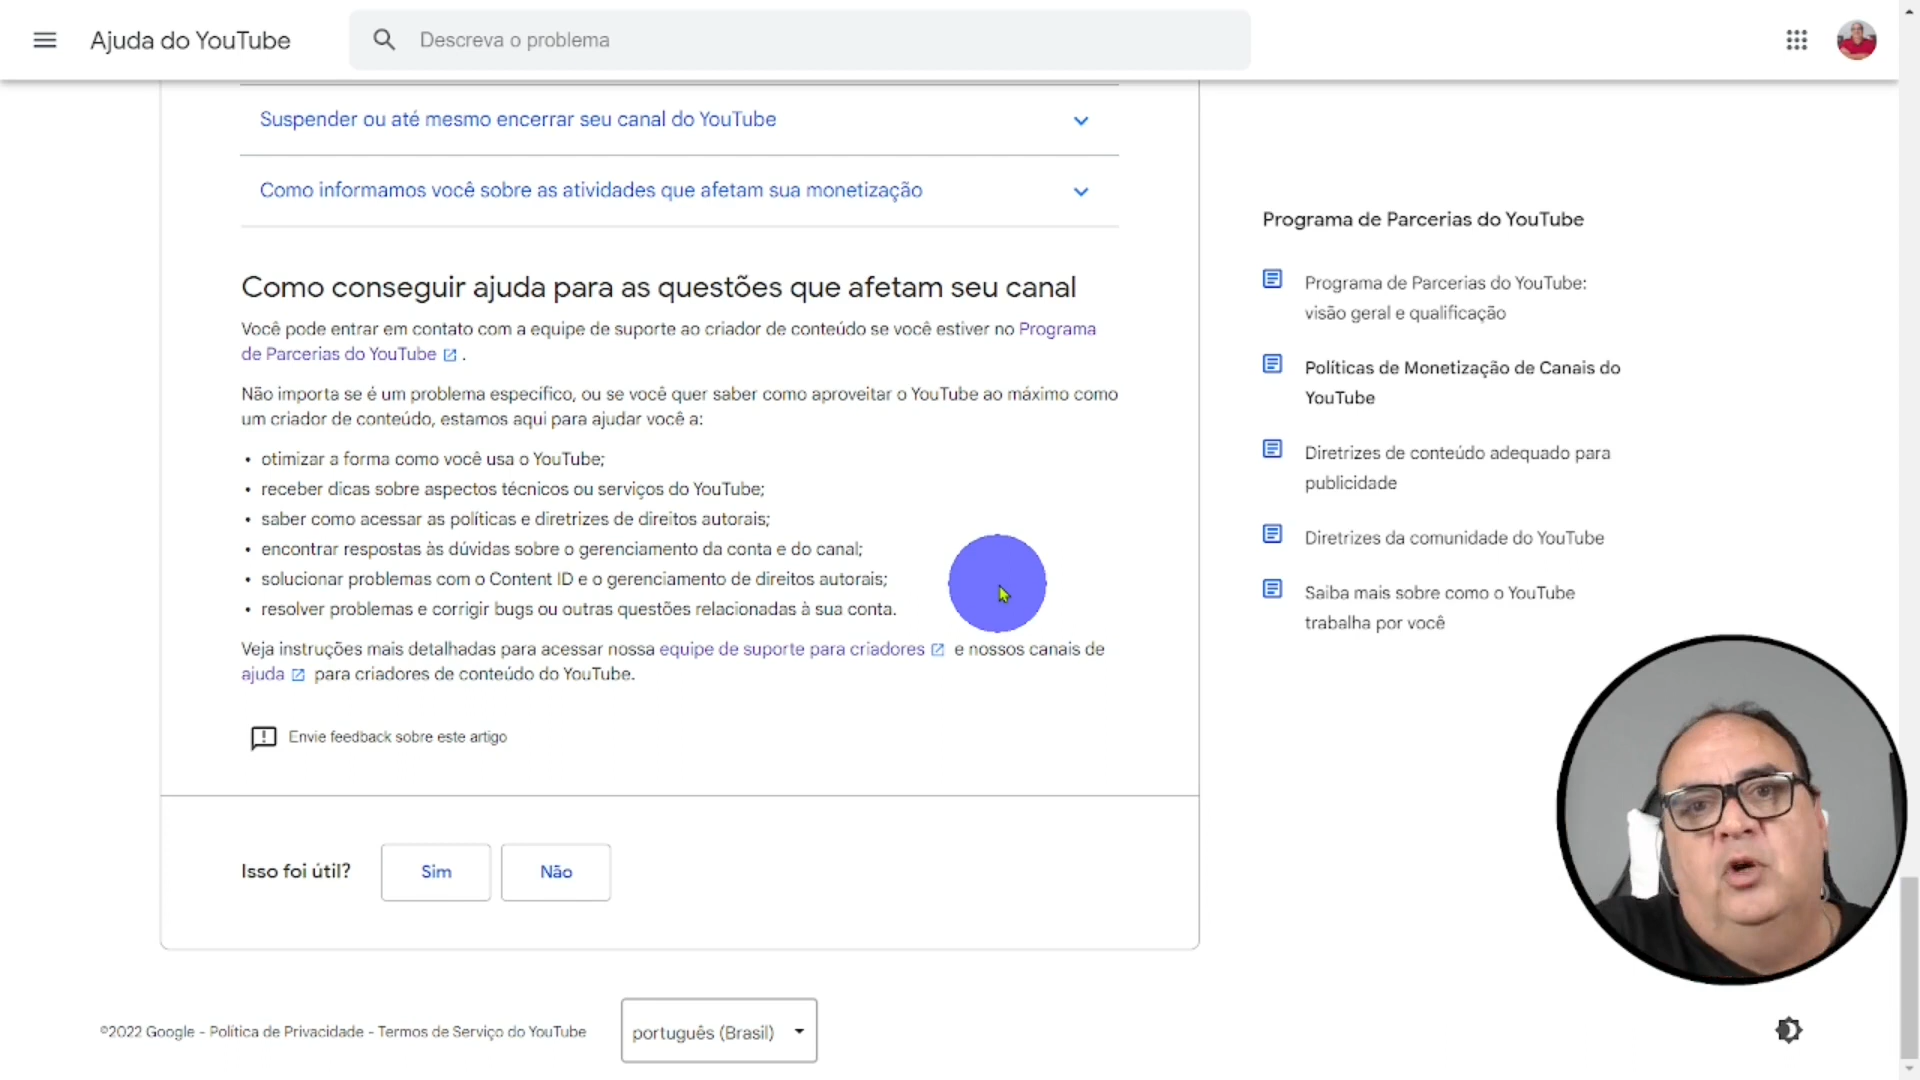 Ajuda do YouTube
Descreva o problema
Suspender ou até mesmo encerrar seu canal do YouTube
Como informamos você sobre as atividades que afetam sua monetização
Como conseguir ajuda para as questões que afetam seu canal
Você pode entrar em contato com a equipe de suporte ao criador de conteúdo se você estiver no Programa
de Parcerias do YouTube .
Não importa se é um problema específico, ou se você quer saber como aproveitar o YouTube ao máximo como
um criador de conteúdo, estamos aqui para ajudar você a:
• otimizar a forma como você usa o YouTube;
• receber dicas sobre aspectos técnicos ou serviços do YouTube;
• saber como acessar as políticas e diretrizes de direitos autorais;
• encontrar respostas às dúvidas sobre o gerenciamento da conta e do canal;
• solucionar problemas com o Content ID e o gerenciamento de direitos autorais;
• resolver problemas e corrigir bugs ou outras questões relacionadas à sua conta.
Veja instruções mais detalhadas para acessar nossa equipe de suporte para criadores e nossos canais de
ajuda para criadores de conteúdo do YouTube.
Envie feedback sobre este artigo
Isso foi útil?
Sim
Não
Programa de Parcerias do YouTube
Programa de Parcerias do YouTube:
visão geral e qualificação
Políticas de Monetização de Canais do
YouTube
Diretrizes de conteúdo adequado para
publicidade
Diretrizes da comunidade do YouTube
Saiba mais sobre como o YouTube
trabalha por você
©2022 Google - Política de Privacidade - Termos de Serviço do YouTube
português (Brasil)